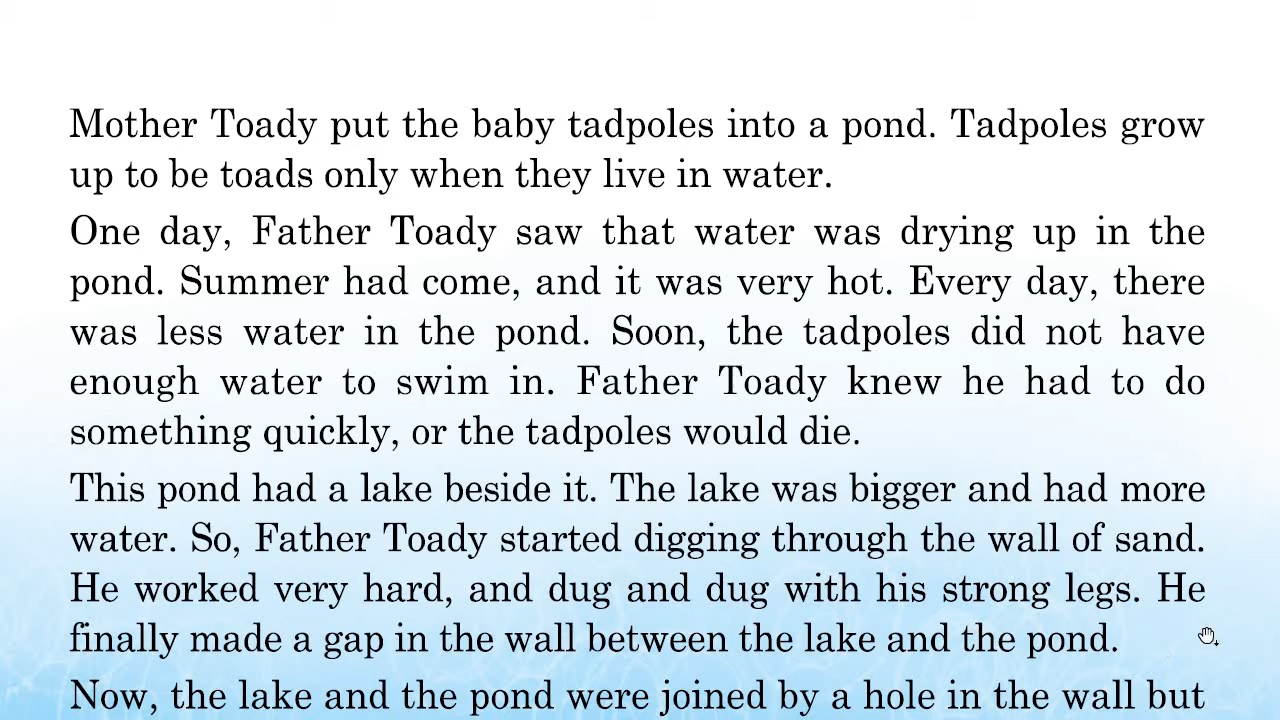 Mother Toady put the baby tadpoles into a pond. Tadpoles grow
up to be toads only when they live in water.
One day, Father Toady saw that water was drying up in the
pond. Summer had come, and it was very hot. Every day, there
was less water in the pond. Soon, the tadpoles did not have
enough water to swim in. Father Toady knew he had to do
something quickly, or the tadpoles would die.
This pond had a lake beside it. The lake was bigger and had more
water. So, Father Toady started digging through the wall of sand.
He worked very hard, and dug and dug with his strong legs. He
finally made a gap in the wall between the lake and the pond.
Now, the lake and the pond were joined by a hole in the wall but